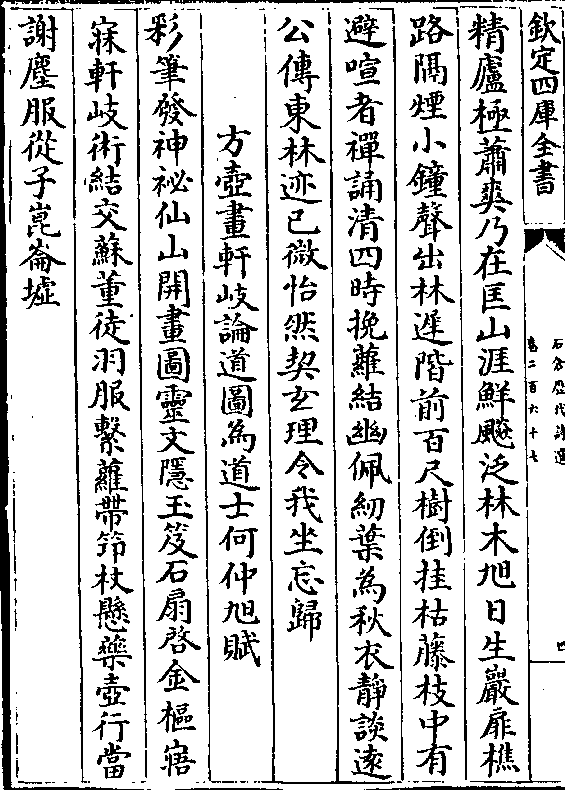 欽定四庫全書
石倉歷代詩選
卷二百六十七
四
精廬極蕭爽乃在匡山涯鮮飈泛林木旭日生巖扉樵
路隔煙小鐘聲出林遲階前百尺樹倒挂枯藤枝中有
避喧者禪誦清四時挽蘿結幽佩紉葉為秋衣靜談逺
公傳東林迹已微怡然契玄理令我坐忘歸
方壺畫軒岐論道圖為道士何仲旭賦
彩筆發神祕仙山開畫圖靈文隱玉笈石扇啓金樞寤
寐軒岐術結交蘇董徒羽服繫蘿帶笻杖懸藥壺行當
謝塵服從子崑崙墟